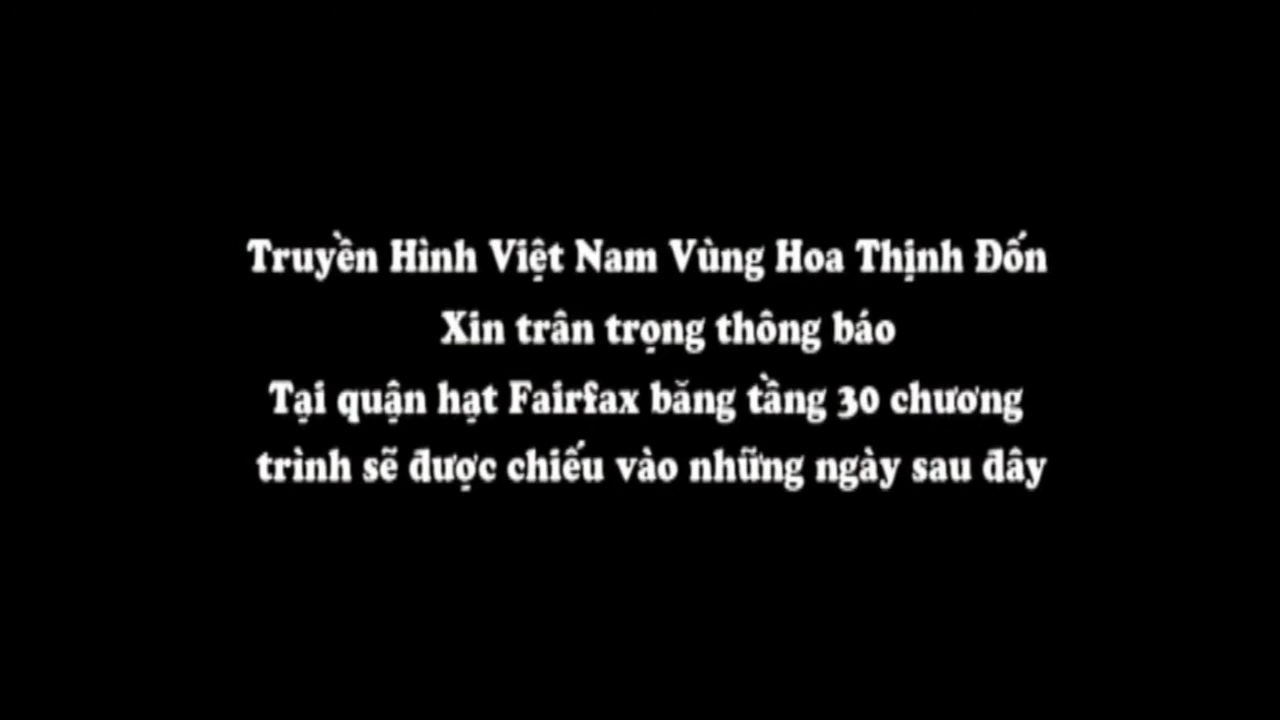 Truyền Hình Việt Nam Vùng Hoa Thịnh Đốn
Xin trân trọng thông báo
Tại quận hạt Fairfax băng tầng 30 chương
trình sẽ được chiếu vào những ngày sau đây